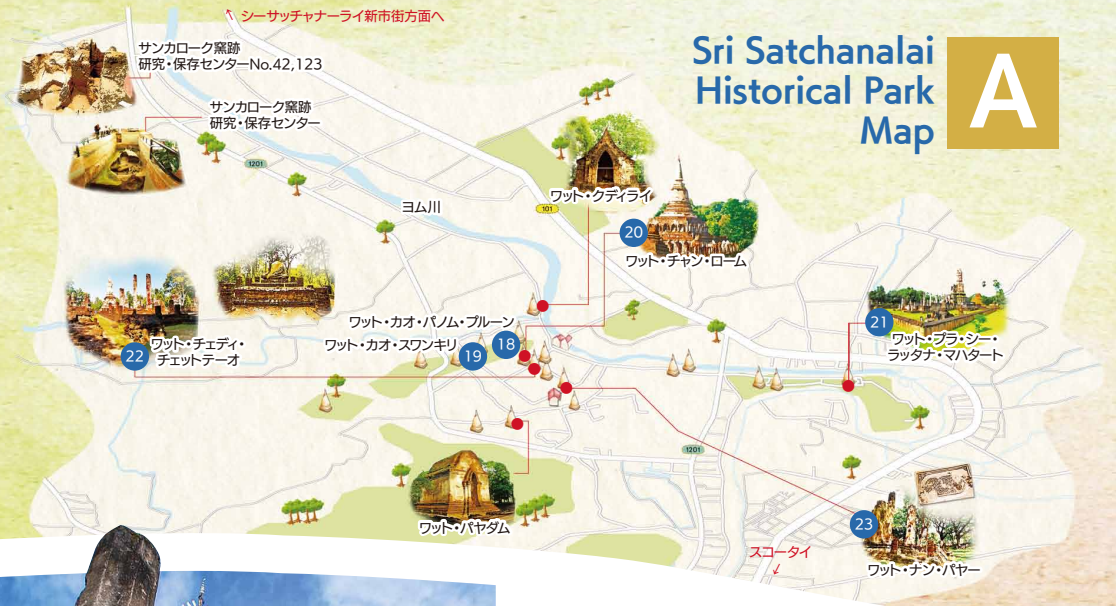 ↖ シーサッチャナーライ新市街方面へ
サンカローク窯跡
研究・保存センターNo.42,123
サンカローク窯跡
研究・保存センター
Sri Satchanalai
Historical Park
Map
A
1201
ヨム川
101
ワット・クディライ
20
ワット・チャン・ローム
21
ワット・プラ・シー・
ラッタナ・マハタート
ワット・カオ・パノム・プルーン
18
ワット・カオ・スワンキリ
19
22
ワット・チェディ・
チェットテーオ
1201
ワット・パヤダム
23
ワット・ナン・パヤー
スコータイ
↙